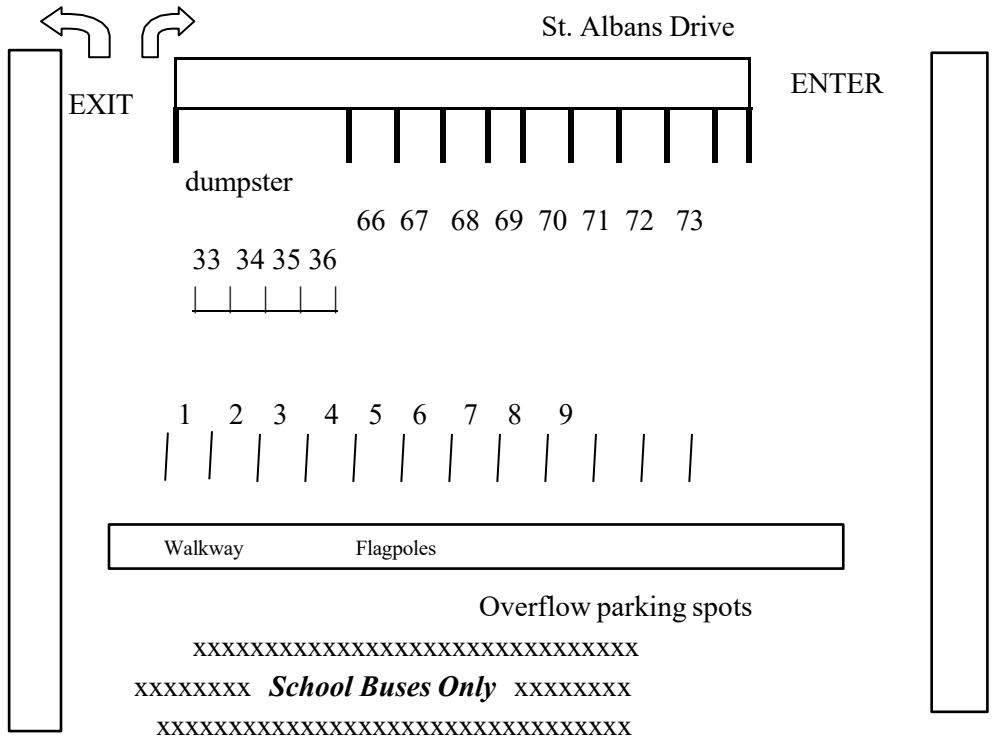 St. Albans Drive
EXIT
ENTER
dumpster
66 67 68 69 70 71 72 73
33 34 35 36
1 2 3 4 5 6 7 8 9
Walkway Flagpoles
Overflow parking spots
xxxxxxxxxxxxxxxxxxxxxxxxxxxxxxx
xxxxxxxx School Buses Only xxxxxxxx
xxxxxxxxxxxxxxxxxxxxxxxxxxxxxxxxx